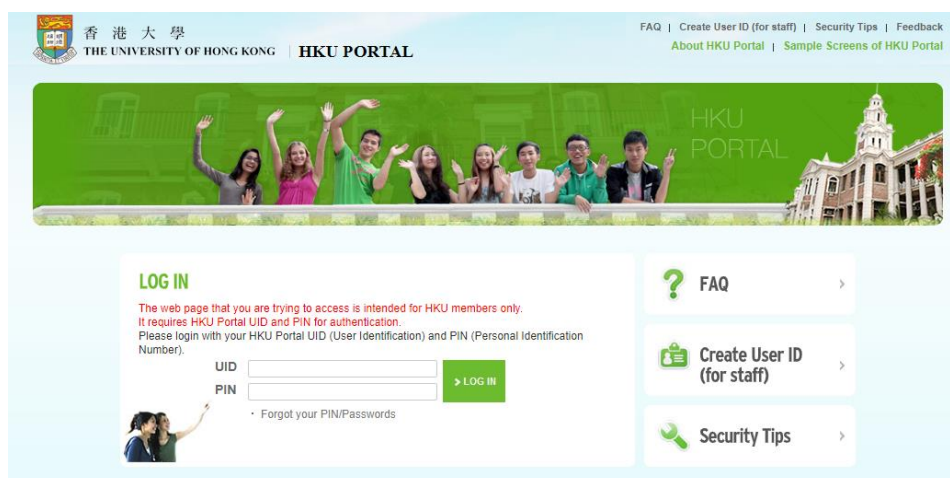 香港大學
THE UNIVERSITY OF HONG KONG
HKU PORTAL
FAQ | Create User ID (for staff) | Security Tips | Feedback
About HKU Portal | Sample Screens of HKU Portal
HKU
PORTAL
LOG IN
The web page that you are trying to access is intended for HKU members only.
It requires HKU Portal UID and PIN for authentication.
Please login with your HKU Portal UID (User Identification) and PIN (Personal Identification
Number).
UID
PIN
> LOG IN
· Forgot your PIN/Passwords
? FAQ
Create User ID
(for staff)
Security Tips